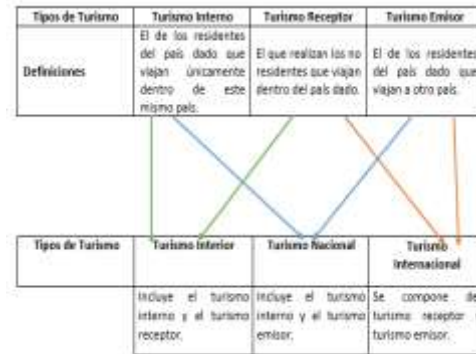 Tipos de Turismo Turismo Interno Turismo Receptor Turismo Emisor
Definiciones
El de los residentes
del país dado que
viajan únicamente
dentro de este
mismo país.
El que realizan los no
residentes que viajan
dentro del país dado.
El de los residentes
del país dado que
viajan a otro país.
Tipos de Turismo Turismo Interior Turismo Nacional Turismo
Internacional
Incluye el turismo
interno y el turismo
receptor.
Incluye el turismo
interno y el turismo
emisor.
Se compone de
turismo receptor
turismo emisor.